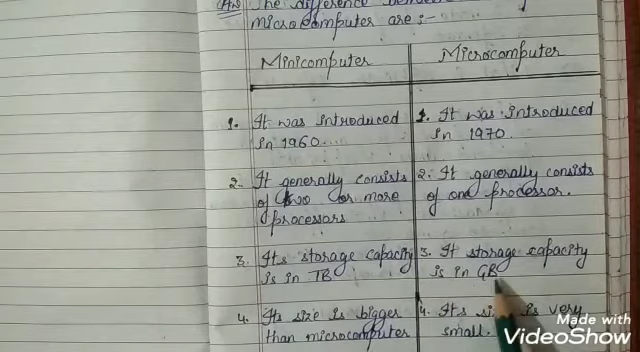 (Ans) The difference between
microcomputer are :-
Minicomputer
Microcomputer
1. It was introduced
in 1960.
2. It generally consists
of two or more
processors
3. Its storage capacity
is in TB
4. Its size is bigger
than microcomputer
1. It was introduced
in 1970.
2. It generally consists
of one processor.
3. It storage capacity
is in GB
4. Its is very
small.
Made with
VideoShow